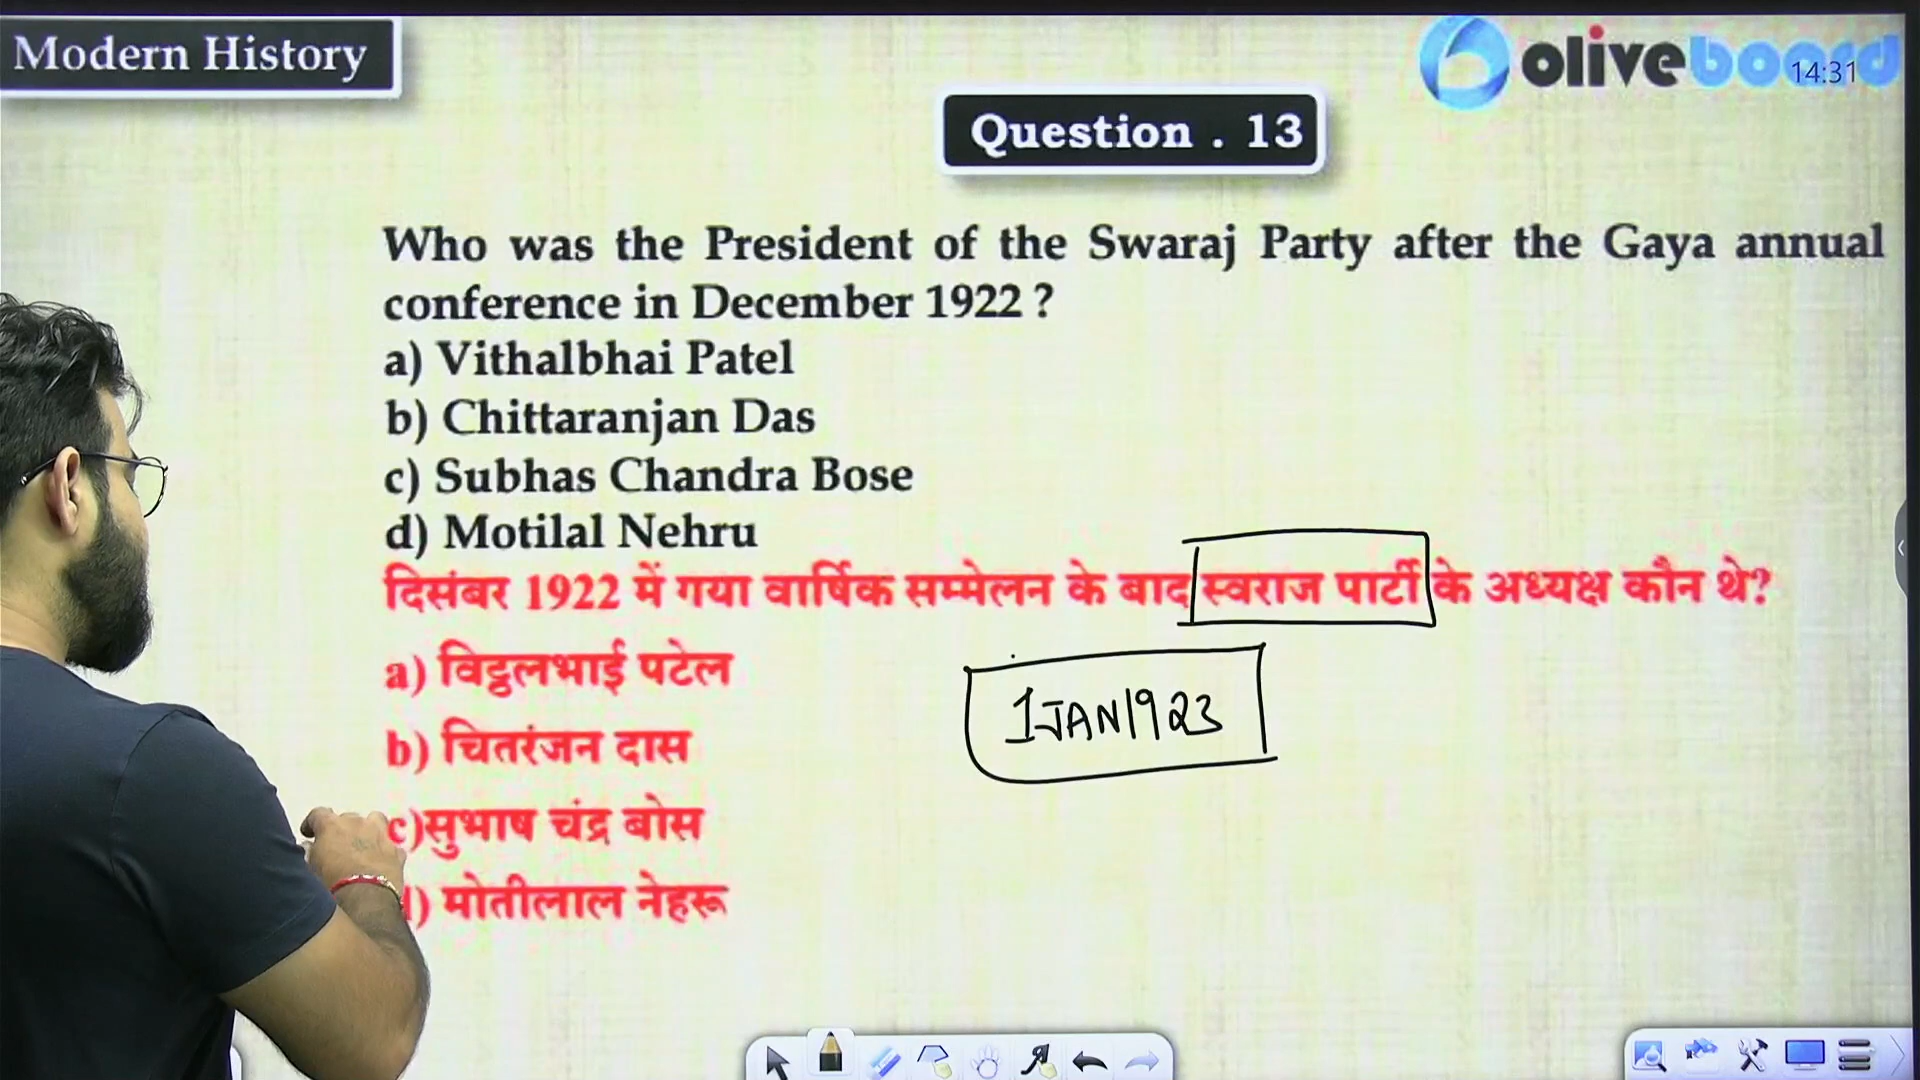 Modern History
oliveboard
14:31
Question . 13
Who was the President of the Swaraj Party after the Gaya annual
conference in December 1922 ?
a) Vithalbhai Patel
b) Chittaranjan Das
c) Subhas Chandra Bose
d) Motilal Nehru
दिसंबर 1922 में गया वार्षिक सम्मेलन के बाद स्वराज पार्टी के अध्यक्ष कौन थे?
a) विट्ठलभाई पटेल
1JAN1923
b) चितरंजन दास
c)सुभाष चंद्र बोस
) मोतीलाल नेहरू